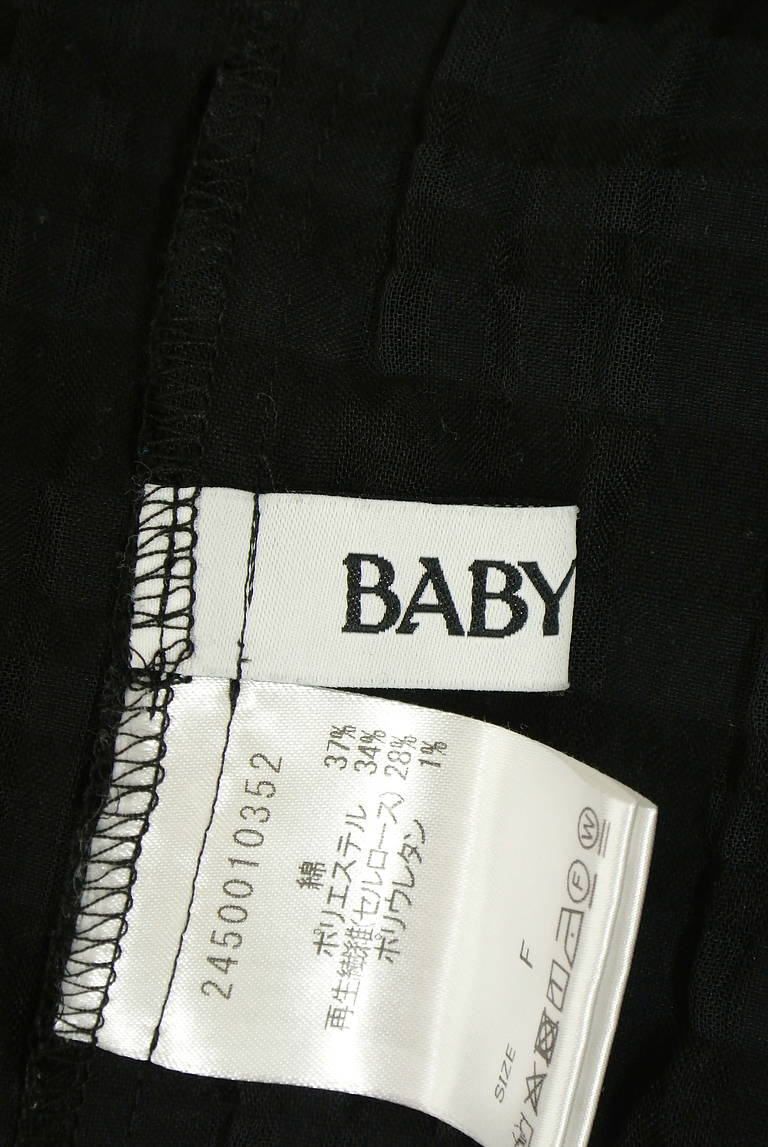 BABY
2450010352
綿 37%
ポリエステル 34%
再生繊維(セルロース) 28%
ポリウレタン 1%
SIZE F
F
W